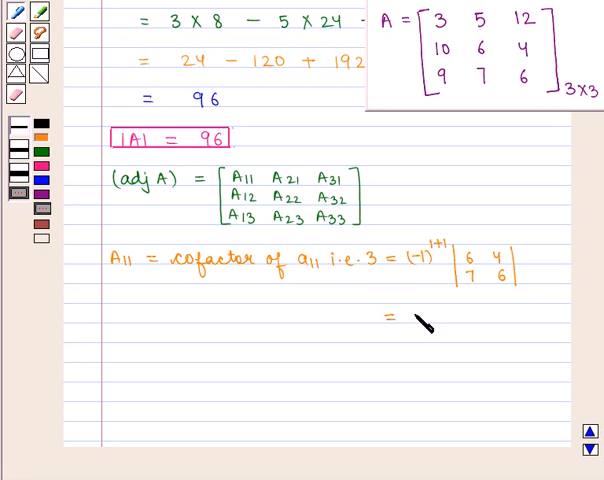 = 3 × 8 - 5 × 24
= 24 - 120 + 192
= 96
|A| = 96
A = [ 3 5 12
10 6 4
9 7 6 ] 3×3
(adj A) = [ A11 A21 A31
A12 A22 A32
A13 A23 A33 ]
A11 = cofactor of a11 i.e. 3 = (-1)^1+1 | 6 4
7 6 |
=